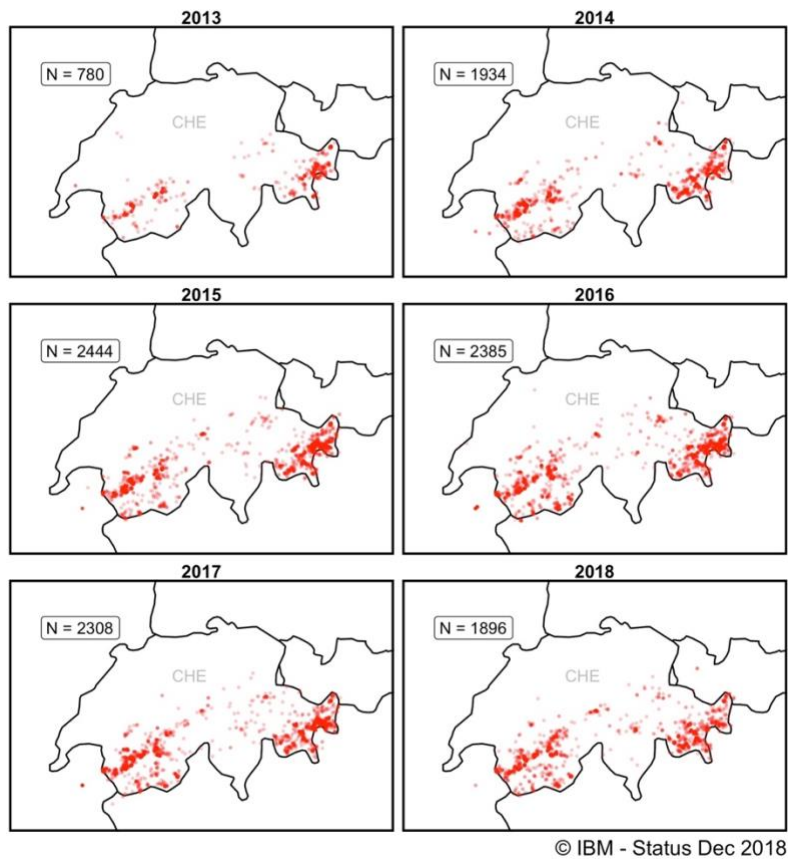 2013
2014
N = 780
N = 1934
CHE
CHE
2015
2016
N = 2444
N = 2385
CHE
CHE
2017
2018
N = 2308
N = 1896
CHE
CHE
© IBM - Status Dec 2018